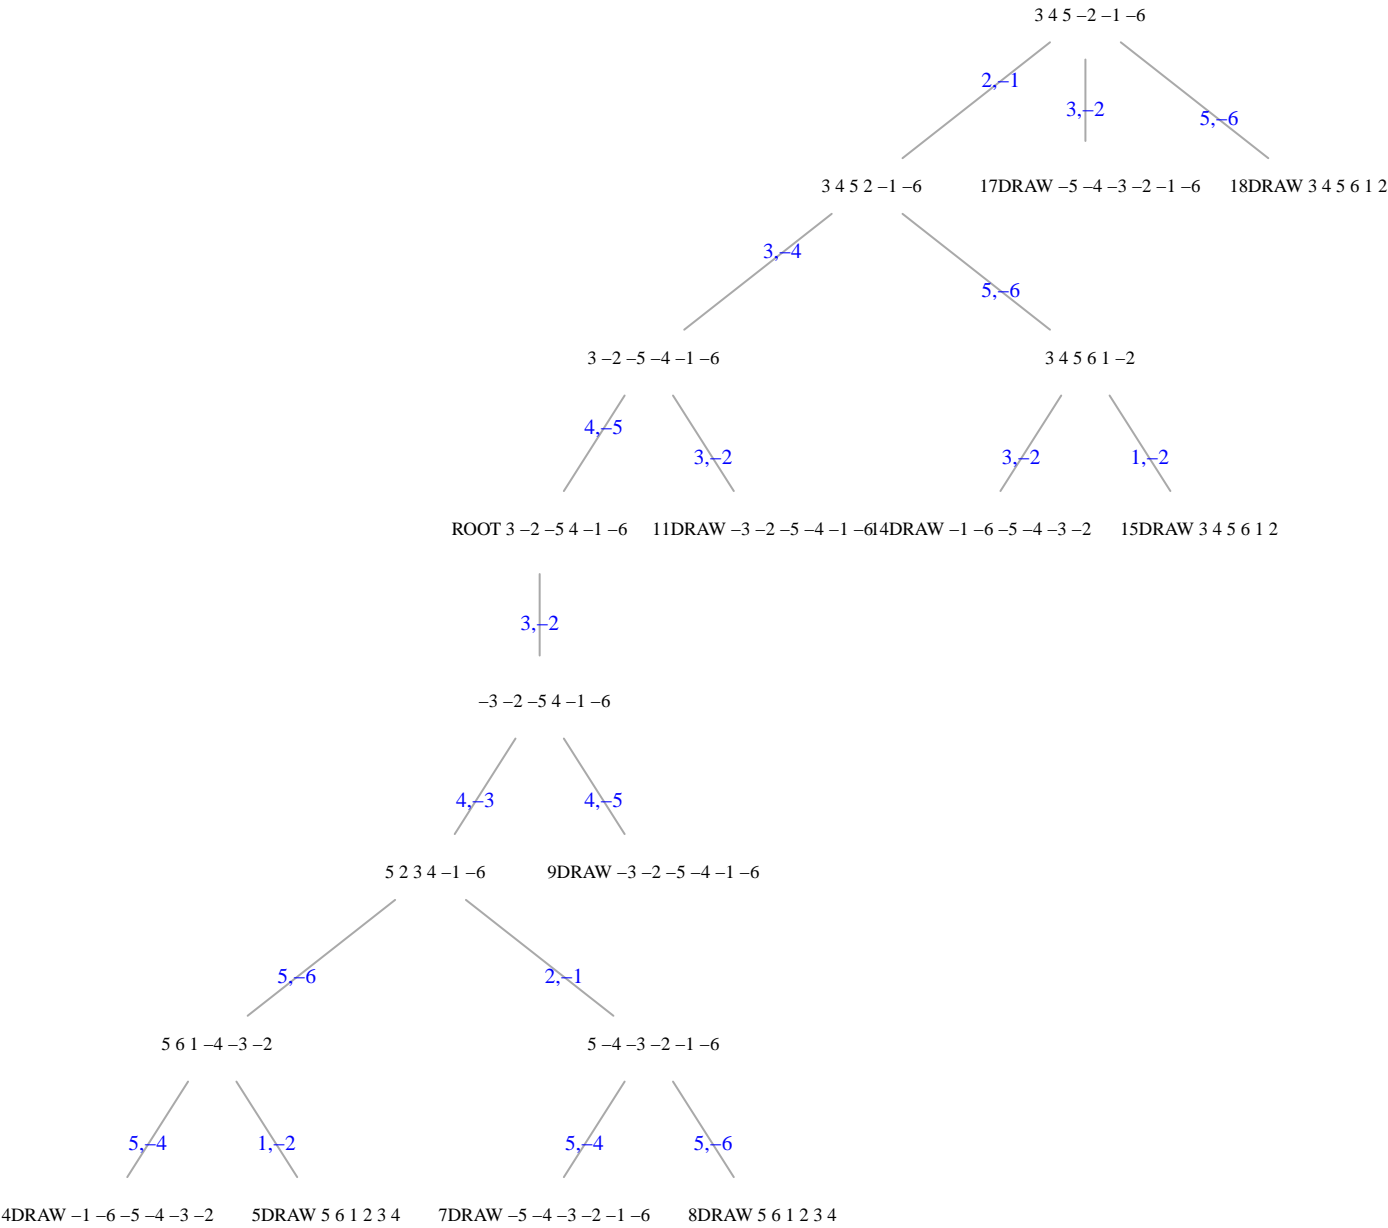 3 4 5 –2 –1 –6
2,–1
3,–2
5,–6
3 4 5 2 –1 –6
17DRAW –5 –4 –3 –2 –1 –6
18DRAW 3 4 5 6 1 2
3,–4
5,–6
3 –2 –5 –4 –1 –6
3 4 5 6 1 –2
4,–5
3,–2
3,–2
1,–2
ROOT 3 –2 –5 4 –1 –6
11DRAW –3 –2 –5 –4 –1 –6
14DRAW –1 –6 –5 –4 –3 –2
15DRAW 3 4 5 6 1 2
3,–2
–3 –2 –5 4 –1 –6
4,–3
4,–5
5 2 3 4 –1 –6
9DRAW –3 –2 –5 –4 –1 –6
5,–6
2,–1
5 6 1 –4 –3 –2
5 –4 –3 –2 –1 –6
5,–4
1,–2
5,–4
5,–6
4DRAW –1 –6 –5 –4 –3 –2
5DRAW 5 6 1 2 3 4
7DRAW –5 –4 –3 –2 –1 –6
8DRAW 5 6 1 2 3 4